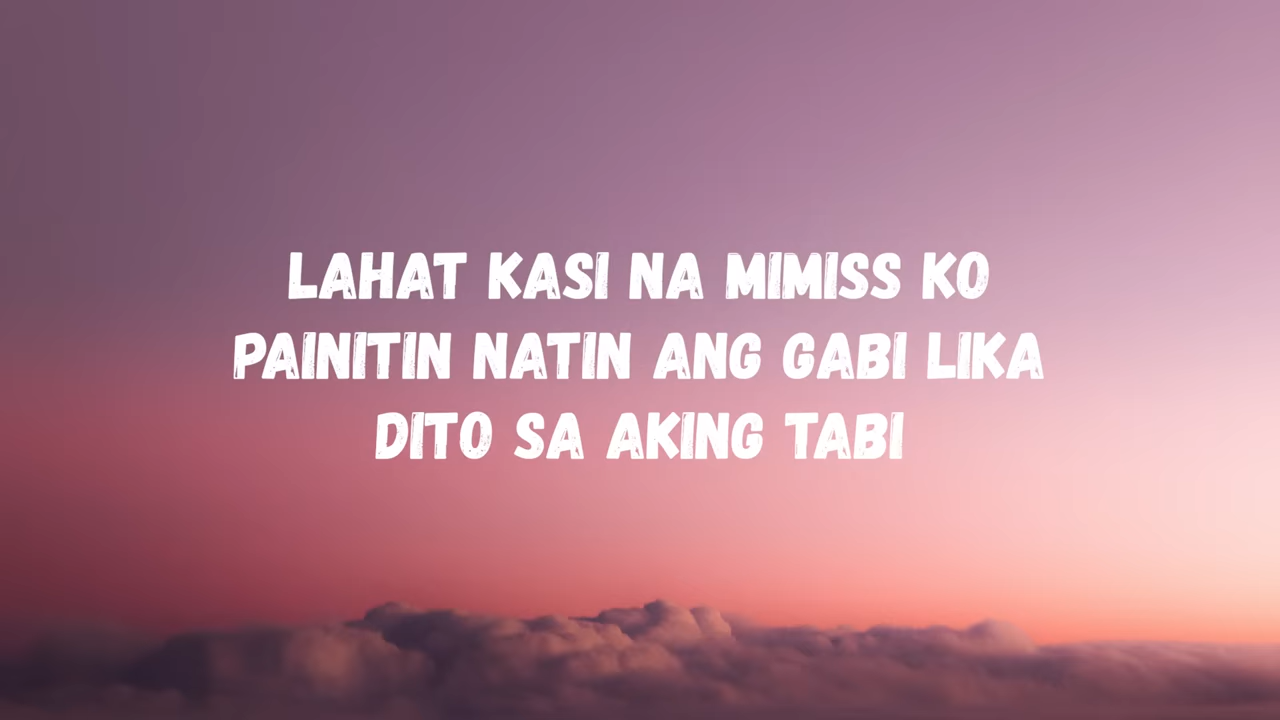 LAHAT KASI NA MIMISS KO
PAINITIN NATIN ANG GABI LIKA
DITO SA AKING TABI